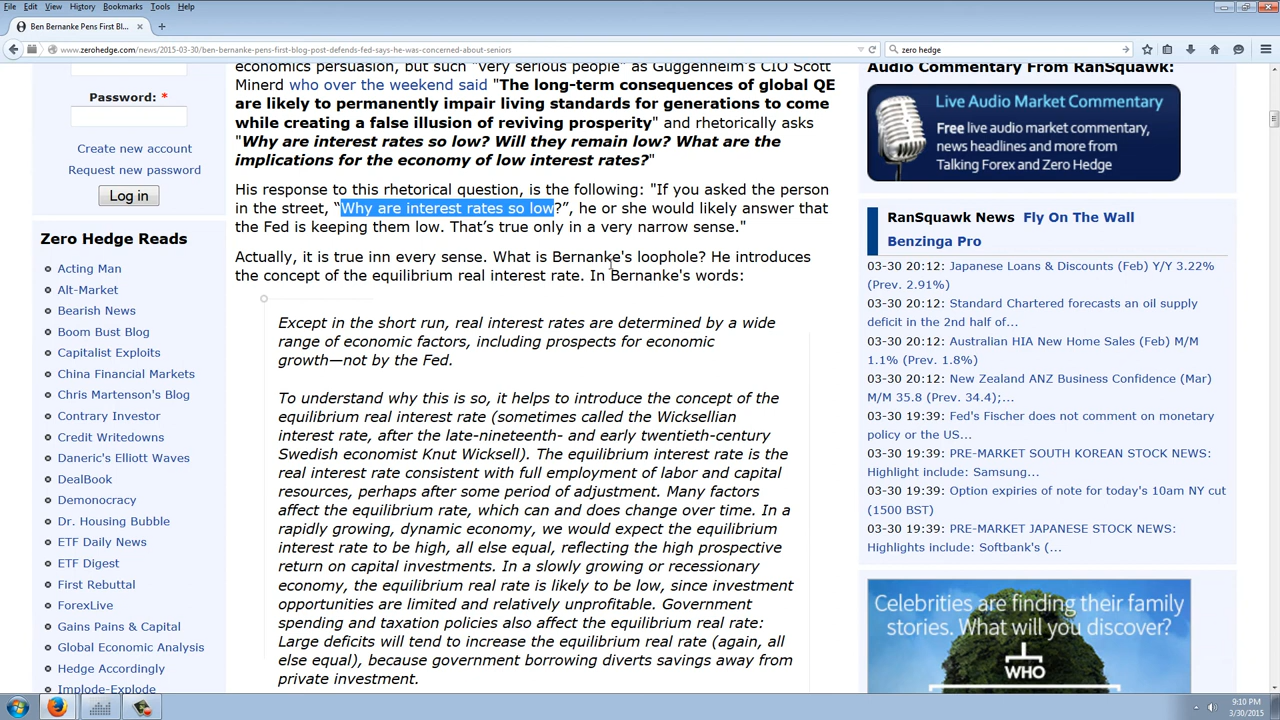 File Edit View History Bookmarks Tools Help
Ben Bernanke Pens First Bl...
www.zerohedge.com/news/2015-03-30/ben-bernanke-pens-first-blog-post-defends-fed-says-he-was-concerned-about-seniors
zero hedge
Password: *
Create new account
Request new password
Log in
Zero Hedge Reads
Acting Man
Alt-Market
Bearish News
Boom Bust Blog
Capitalist Exploits
China Financial Markets
Chris Martenson's Blog
Contrary Investor
Credit Writedowns
Daneric's Elliott Waves
DealBook
Demonocracy
Dr. Housing Bubble
ETF Daily News
ETF Digest
First Rebuttal
ForexLive
Gains Pains & Capital
Global Economic Analysis
Hedge Accordingly
Implode-Explode
economics persuasion, but such "very serious people" as Guggenheim's CIO Scott
Minerd who over the weekend said "The long-term consequences of global QE
are likely to permanently impair living standards for generations to come
while creating a false illusion of reviving prosperity" and rhetorically asks
"Why are interest rates so low? Will they remain low? What are the
implications for the economy of low interest rates?"
His response to this rhetorical question, is the following: "If you asked the person
in the street, “Why are interest rates so low?”, he or she would likely answer that
the Fed is keeping them low. That’s true only in a very narrow sense."
Actually, it is true inn every sense. What is Bernanke's loophole? He introduces
the concept of the equilibrium real interest rate. In Bernanke's words:
Except in the short run, real interest rates are determined by a wide
range of economic factors, including prospects for economic
growth—not by the Fed.
To understand why this is so, it helps to introduce the concept of the
equilibrium real interest rate (sometimes called the Wicksellian
interest rate, after the late-nineteenth- and early twentieth-century
Swedish economist Knut Wicksell). The equilibrium interest rate is the
real interest rate consistent with full employment of labor and capital
resources, perhaps after some period of adjustment. Many factors
affect the equilibrium rate, which can and does change over time. In a
rapidly growing, dynamic economy, we would expect the equilibrium
interest rate to be high, all else equal, reflecting the high prospective
return on capital investments. In a slowly growing or recessionary
economy, the equilibrium real rate is likely to be low, since investment
opportunities are limited and relatively unprofitable. Government
spending and taxation policies also affect the equilibrium real rate:
Large deficits will tend to increase the equilibrium real rate (again, all
else equal), because government borrowing diverts savings away from
private investment.
Audio Commentary From RanSquawk:
Live Audio Market Commentary
Free live audio market commentary,
news headlines and more from
Talking Forex and Zero Hedge
RanSquawk News Fly On The Wall
Benzinga Pro
03-30 20:12: Japanese Loans & Discounts (Feb) Y/Y 3.22%
(Prev. 2.91%)
03-30 20:12: Standard Chartered forecasts an oil supply
deficit in the 2nd half of...
03-30 20:12: Australian HIA New Home Sales (Feb) M/M
1.1% (Prev. 1.8%)
03-30 20:12: New Zealand ANZ Business Confidence (Mar)
M/M 35.8 (Prev. 34.4);...
03-30 19:39: Fed's Fischer does not comment on monetary
policy or the US...
03-30 19:39: PRE-MARKET SOUTH KOREAN STOCK NEWS:
Highlight include: Samsung...
03-30 19:39: Option expiries of note for today's 10am NY cut
(1500 BST)
03-30 19:39: PRE-MARKET JAPANESE STOCK NEWS:
Highlights include: Softbank's (...
Celebrities are finding their family
stories. What will you discover?
WHO
9:10 PM
3/30/2015